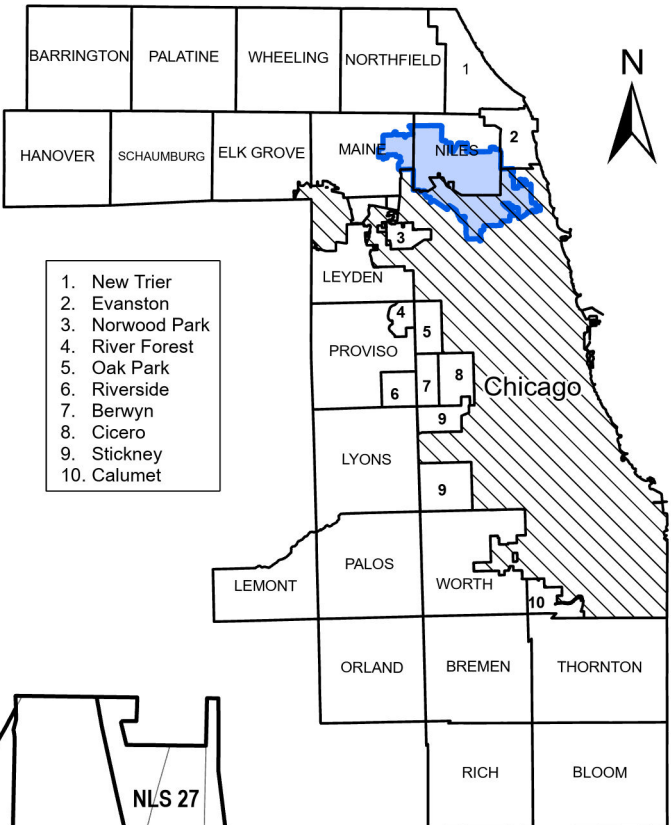 N
BARRINGTON PALATINE WHEELING NORTHFIELD 1
HANOVER SCHAUMBURG ELK GROVE MAINE NILES 2
3
LEYDEN
1. New Trier
2. Evanston
3. Norwood Park
4. River Forest
5. Oak Park
6. Riverside
7. Berwyn
8. Cicero
9. Stickney
10. Calumet
4
PROVISO 5
6 7 8 Chicago
9
LYONS
9
PALOS
LEMONT WORTH
10
ORLAND BREMEN THORNTON
RICH BLOOM
NLS 27